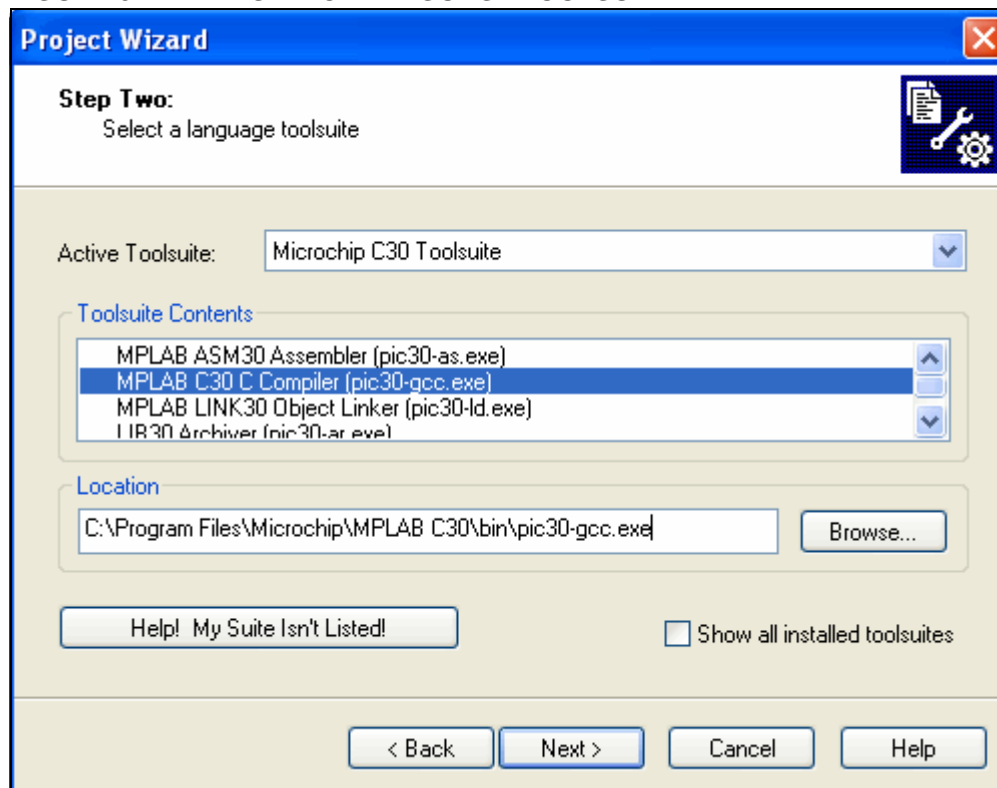 Project Wizard
Step Two:
Select a language toolsuite
Active Toolsuite: Microchip C30 Toolsuite
Toolsuite Contents
MPLAB ASM30 Assembler (pic30-as.exe)
MPLAB C30 C Compiler (pic30-gcc.exe)
MPLAB LINK30 Object Linker (pic30-ld.exe)
LIB30 Archiver (pic30-ar.exe)
Location
C:\Program Files\Microchip\MPLAB C30\bin\pic30-gcc.exe Browse...
Help! My Suite Isn't Listed! Show all installed toolsuites
< Back Next > Cancel Help